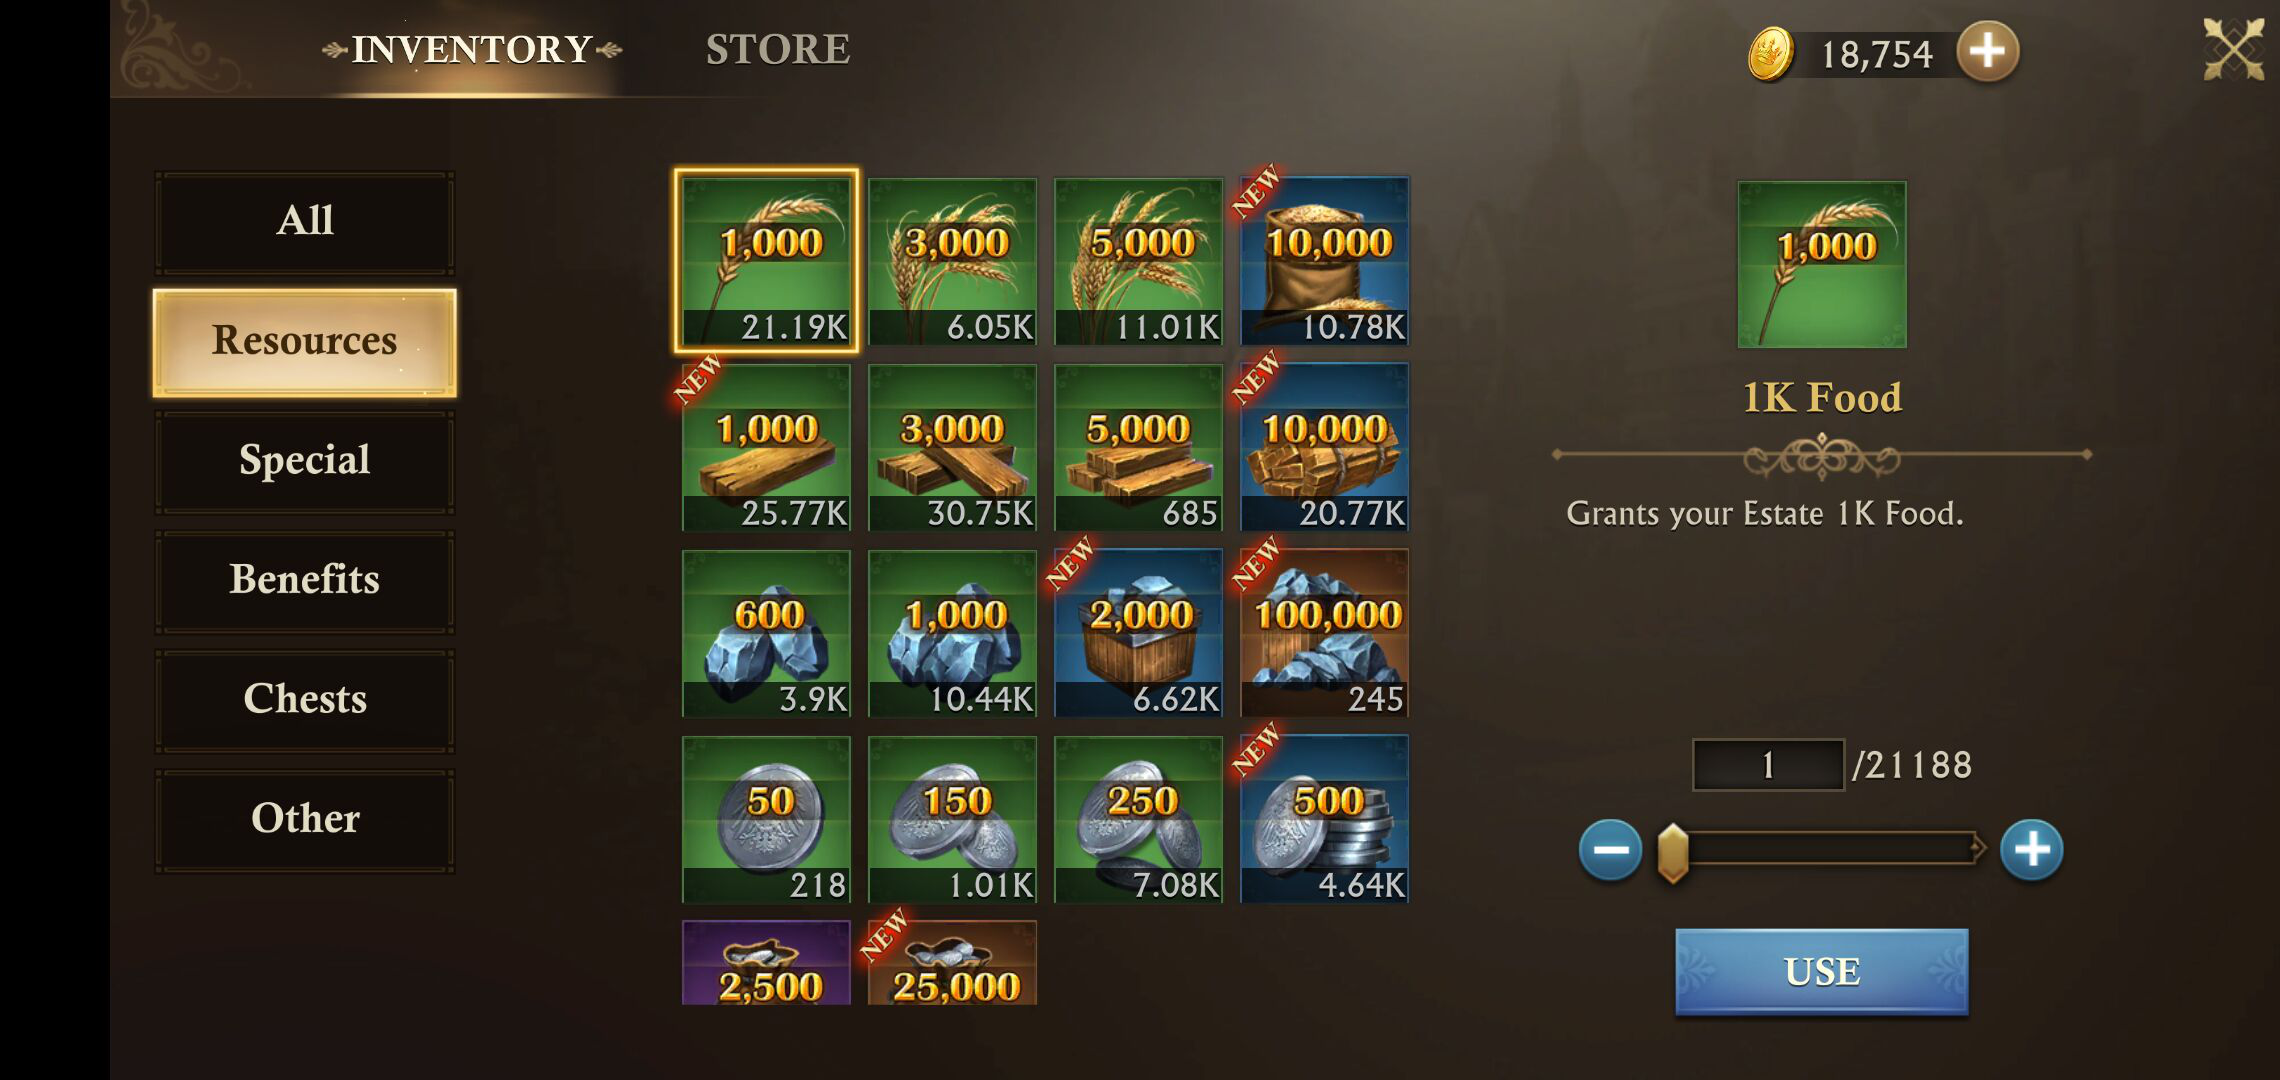 INVENTORY
STORE
18,754
All
Resources
Special
Benefits
Chests
Other
1,000
21.19K
3,000
6.05K
5,000
11.01K
NEW
10,000
10.78K
NEW
1,000
25.77K
3,000
30.75K
5,000
685
NEW
10,000
20.77K
600
3.9K
1,000
10.44K
NEW
2,000
6.62K
NEW
100,000
245
50
218
150
1.01K
250
7.08K
NEW
500
4.64K
2,500
NEW
25,000
1,000
1K Food
Grants your Estate 1K Food.
1 /21188
USE